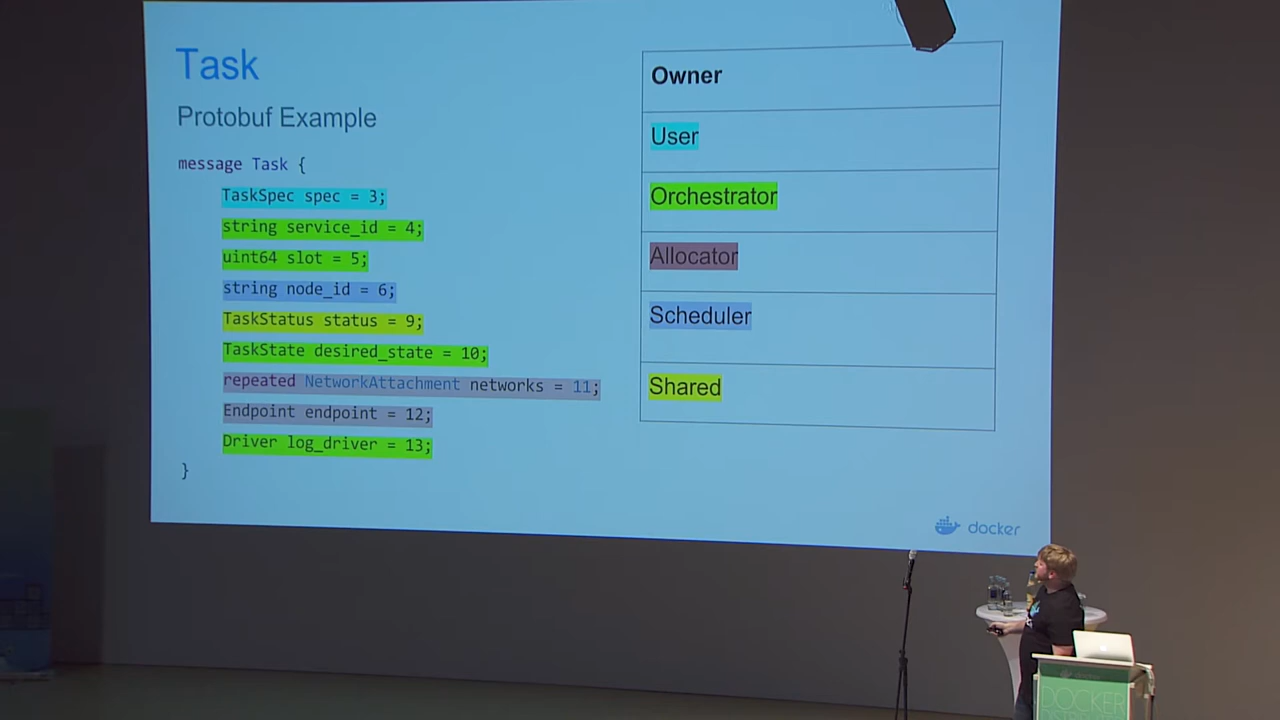 Task
Protobuf Example
message Task {
TaskSpec spec = 3;
string service_id = 4;
uint64 slot = 5;
string node_id = 6;
TaskStatus status = 9;
TaskState desired_state = 10;
repeated NetworkAttachment networks = 11;
Endpoint endpoint = 12;
Driver log_driver = 13;
}
Owner
User
Orchestrator
Allocator
Scheduler
Shared
docker
docker
DOCKER